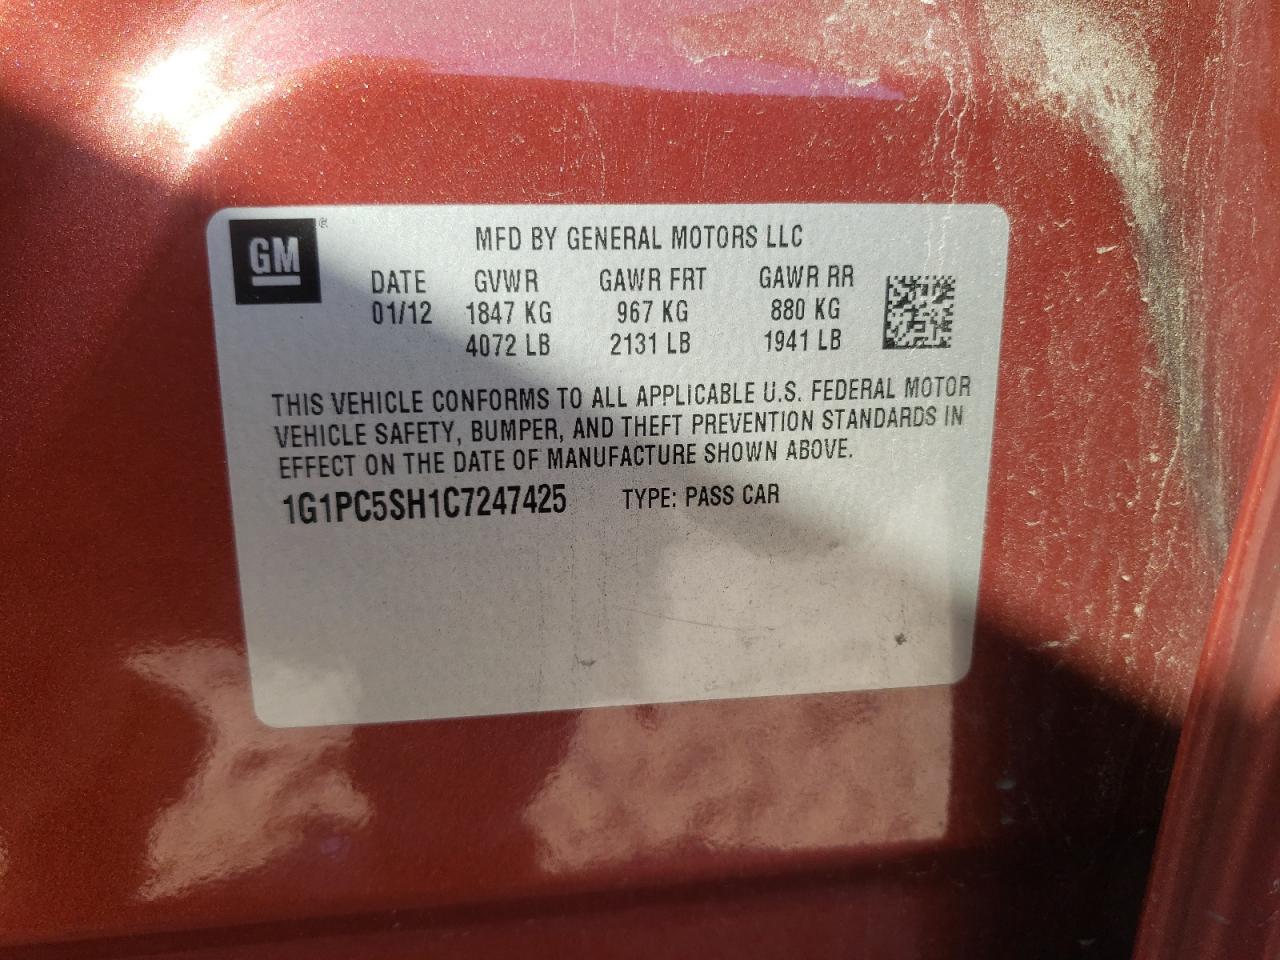 GM ®
MFD BY GENERAL MOTORS LLC
DATE GVWR GAWR FRT GAWR RR
01/12 1847 KG 967 KG 880 KG
4072 LB 2131 LB 1941 LB
THIS VEHICLE CONFORMS TO ALL APPLICABLE U.S. FEDERAL MOTOR
VEHICLE SAFETY, BUMPER, AND THEFT PREVENTION STANDARDS IN
EFFECT ON THE DATE OF MANUFACTURE SHOWN ABOVE.
1G1PC5SH1C7247425 TYPE: PASS CAR